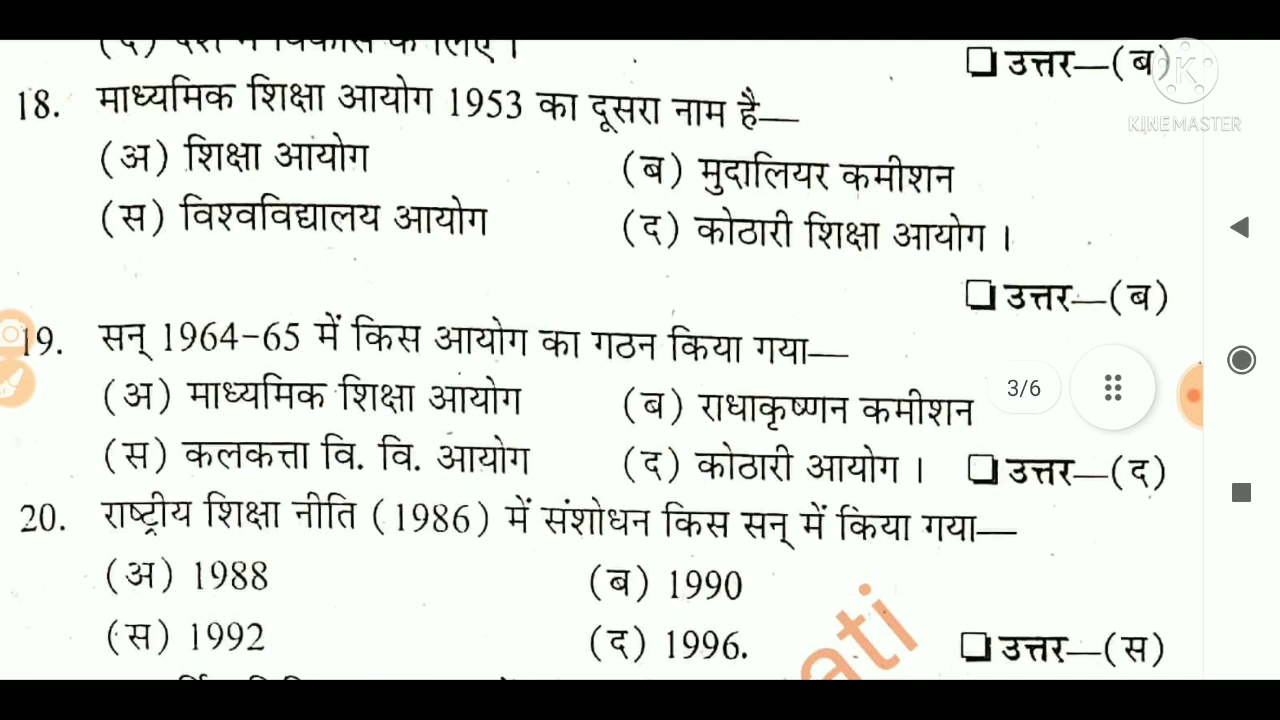 (द) देश में विकास के लिए।
उत्तर—(ब)
18. माध्यमिक शिक्षा आयोग 1953 का दूसरा नाम है—
(अ) शिक्षा आयोग (ब) मुदालियर कमीशन
(स) विश्वविद्यालय आयोग (द) कोठारी शिक्षा आयोग।
उत्तर—(ब)
19. सन् 1964-65 में किस आयोग का गठन किया गया—
(अ) माध्यमिक शिक्षा आयोग (ब) राधाकृष्णन कमीशन
(स) कलकत्ता वि. वि. आयोग (द) कोठारी आयोग। उत्तर—(द)
20. राष्ट्रीय शिक्षा नीति (1986) में संशोधन किस सन् में किया गया—
(अ) 1988 (ब) 1990
(स) 1992 (द) 1996. उत्तर—(स)
K
KINEMASTER
3/6